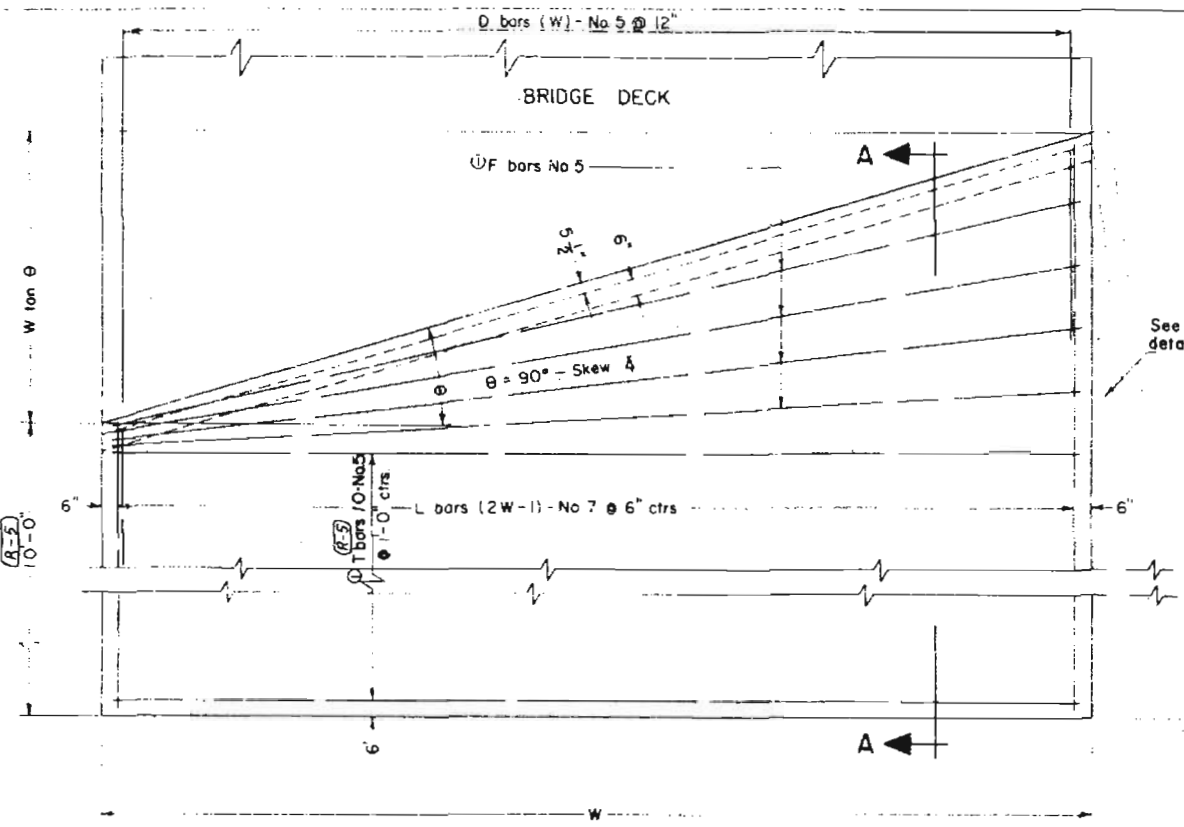 D bars (W) - No 5 @ 12"
BRIDGE DECK
① F bars No 5
A
5 1/2"
6"
W tan θ
θ
θ = 90° - Skew ∡
See
deta
6"
L bars (2W-1) - No 7 @ 6" ctrs
6"
(R-5)
10'-0"
(R-5)
① T bars 10-No.5
@ 1'-0" ctrs
6"
A
W